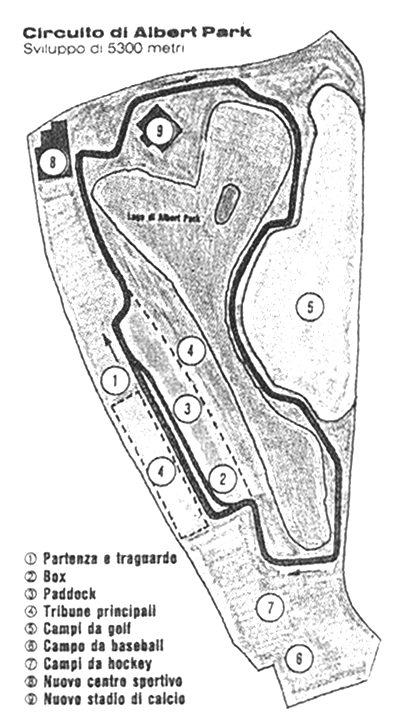 Circuito di Albert Park
Sviluppo di 5300 metri
9
8
Lago di Albert Park
5
4
1
3
4
2
7
6
① Partenza e traguardo
② Box
③ Paddock
④ Tribune principali
⑤ Campi da golf
⑥ Campo da baseball
⑦ Campi da hockey
⑧ Nuovo centro sportivo
⑨ Nuovo stadio di calcio